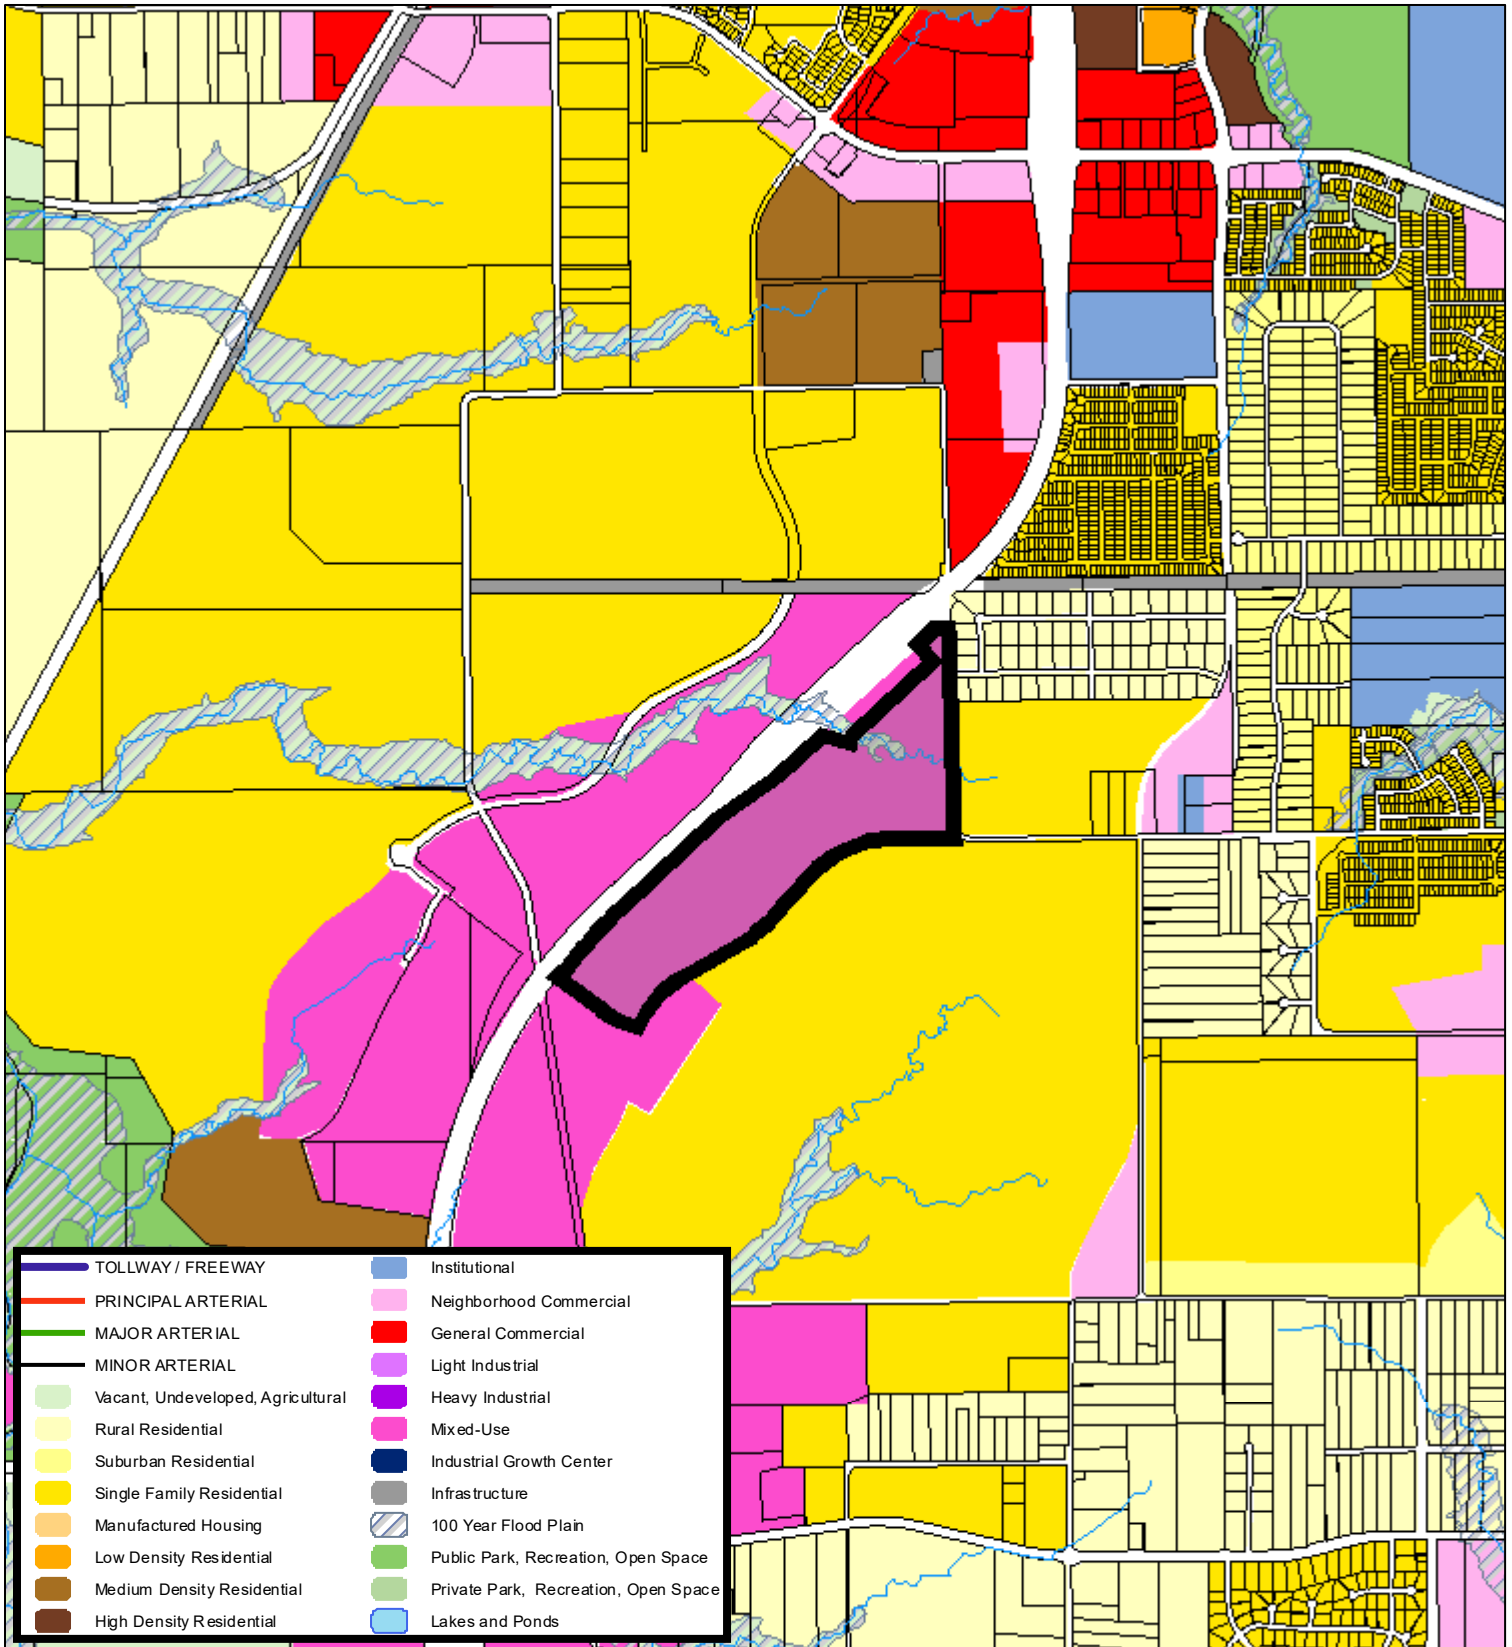 TOLLWAY / FREEWAY
PRINCIPAL ARTERIAL
MAJOR ARTERIAL
MINOR ARTERIAL
Vacant, Undeveloped, Agricultural
Rural Residential
Suburban Residential
Single Family Residential
Manufactured Housing
Low Density Residential
Medium Density Residential
High Density Residential
Institutional
Neighborhood Commercial
General Commercial
Light Industrial
Heavy Industrial
Mixed-Use
Industrial Growth Center
Infrastructure
100 Year Flood Plain
Public Park, Recreation, Open Space
Private Park, Recreation, Open Space
Lakes and Ponds